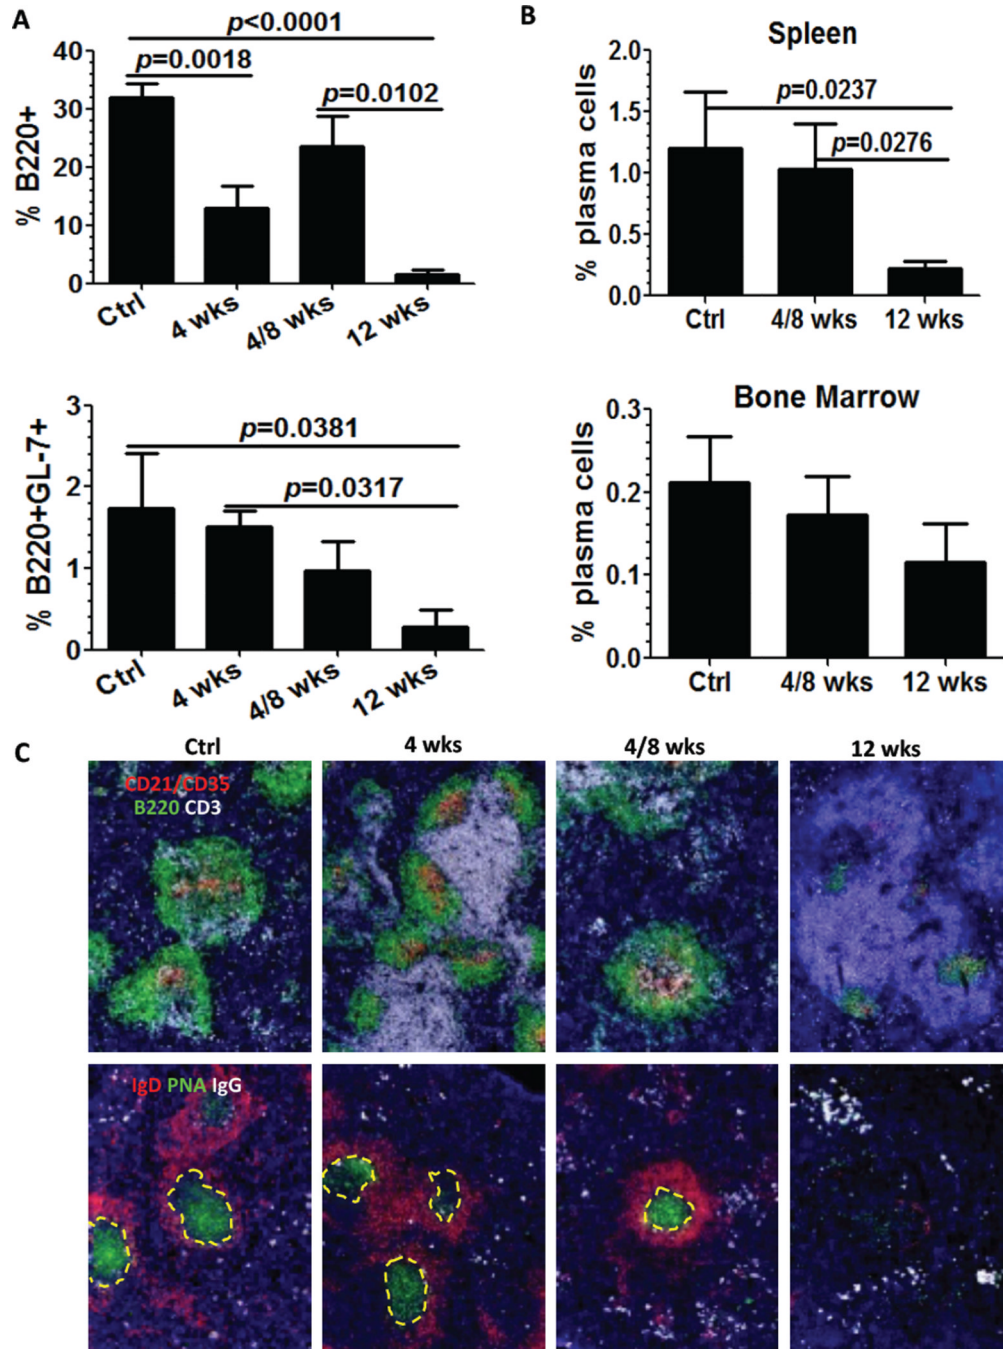 A
p<0.0001
p=0.0018
p=0.0102
% B220+
40
30
20
10
0
Ctrl
4 wks
4/8 wks
12 wks
p=0.0381
p=0.0317
% B220+GL-7+
3
2
1
0
Ctrl
4 wks
4/8 wks
12 wks
B
Spleen
p=0.0237
p=0.0276
% plasma cells
2.0
1.5
1.0
0.5
0.0
Ctrl
4/8 wks
12 wks
Bone Marrow
% plasma cells
0.3
0.2
0.1
0.0
Ctrl
4/8 wks
12 wks
C
Ctrl
4 wks
4/8 wks
12 wks
CD21/CD35
B220 CD3
IgD PNA IgG